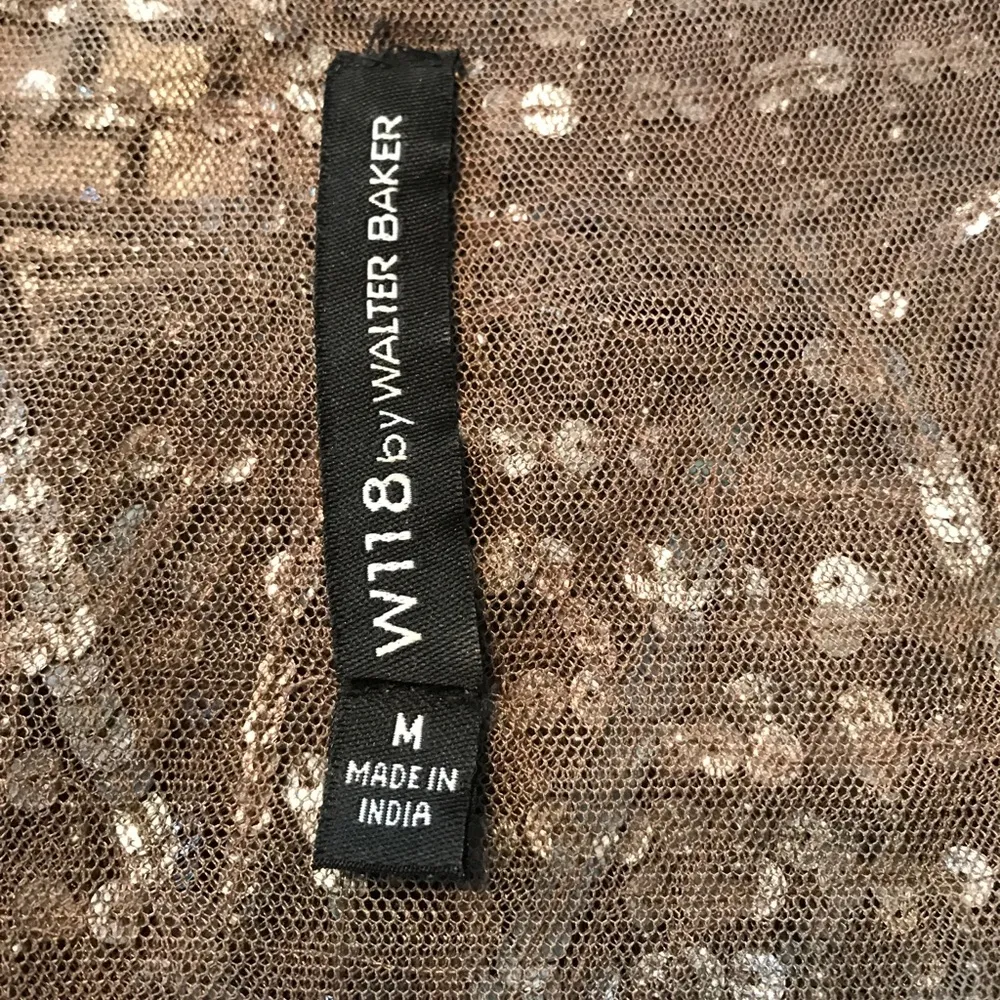 W118 by WALTER BAKER
M
MADE IN
INDIA